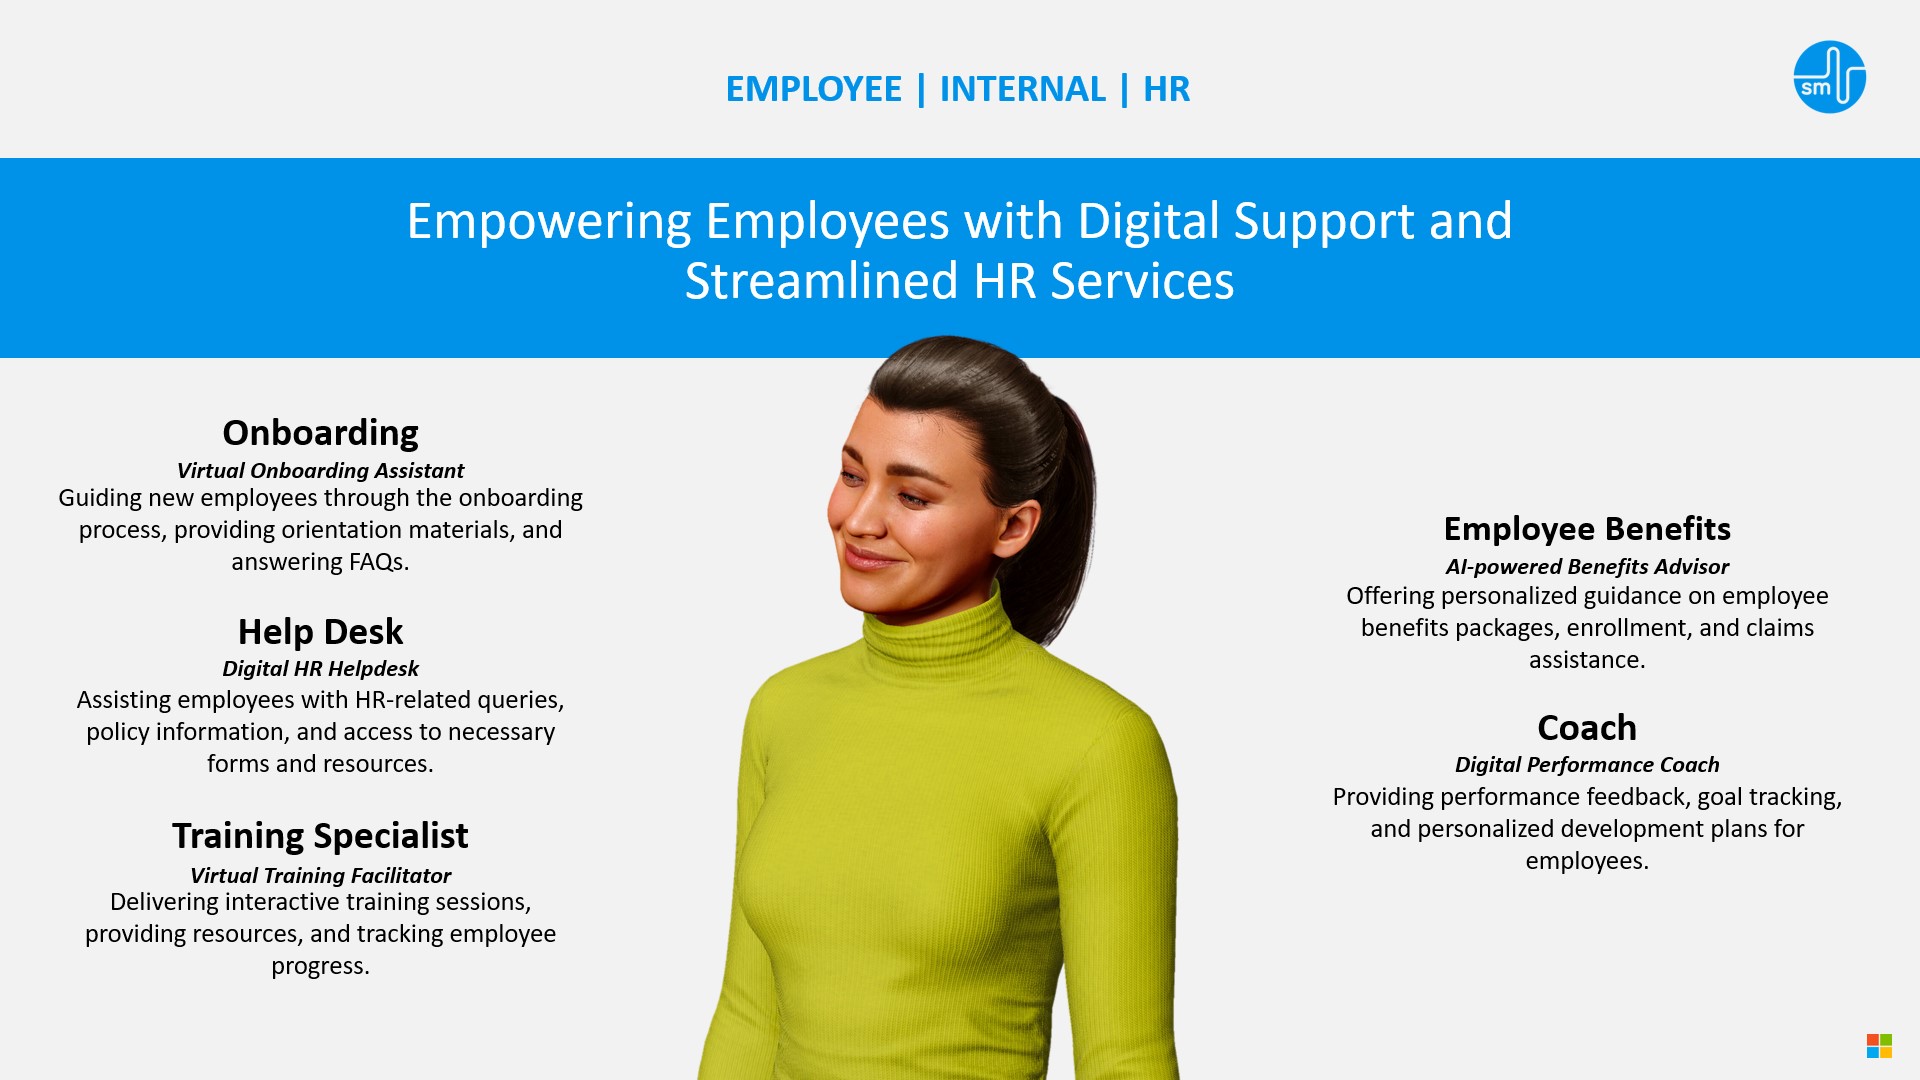 EMPLOYEE | INTERNAL | HR
sm
Empowering Employees with Digital Support and
Streamlined HR Services
Onboarding
Virtual Onboarding Assistant
Guiding new employees through the onboarding
process, providing orientation materials, and
answering FAQs.
Help Desk
Digital HR Helpdesk
Assisting employees with HR-related queries,
policy information, and access to necessary
forms and resources.
Training Specialist
Virtual Training Facilitator
Delivering interactive training sessions,
providing resources, and tracking employee
progress.
Employee Benefits
AI-powered Benefits Advisor
Offering personalized guidance on employee
benefits packages, enrollment, and claims
assistance.
Coach
Digital Performance Coach
Providing performance feedback, goal tracking,
and personalized development plans for
employees.